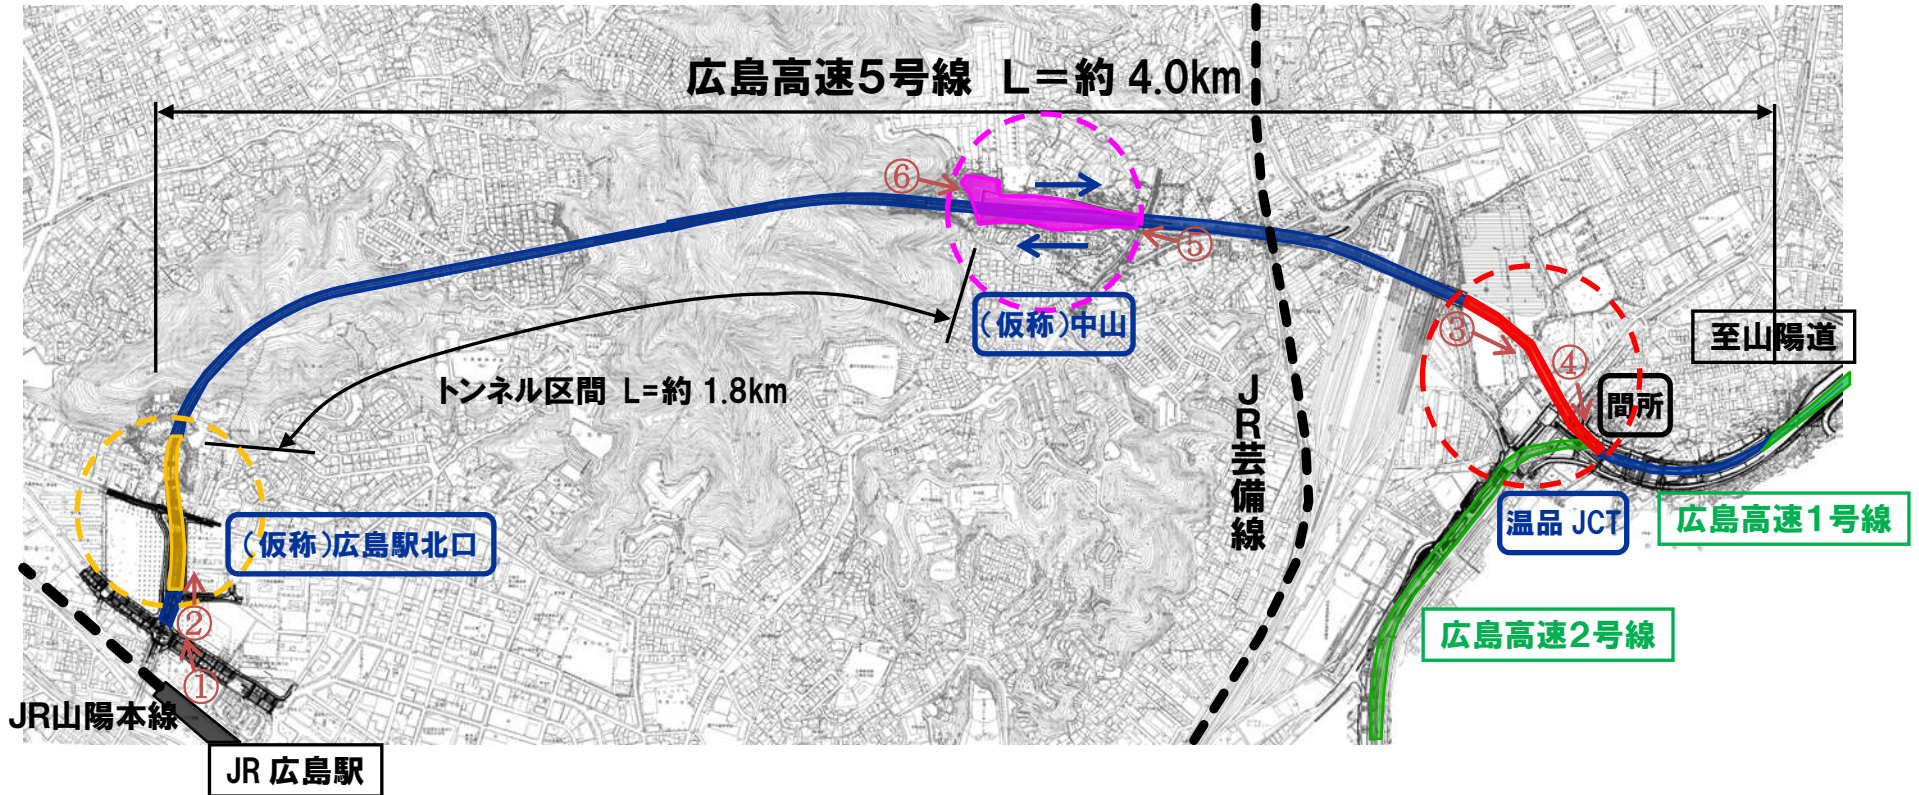 広島高速5号線 L=約 4.0km
⑥
⑤
(仮称)中山
③
至山陽道
④
トンネル区間 L=約 1.8km
間所
JR芸備線
(仮称)広島駅北口
温品 JCT
広島高速1号線
②
広島高速2号線
①
JR山陽本線
JR 広島駅